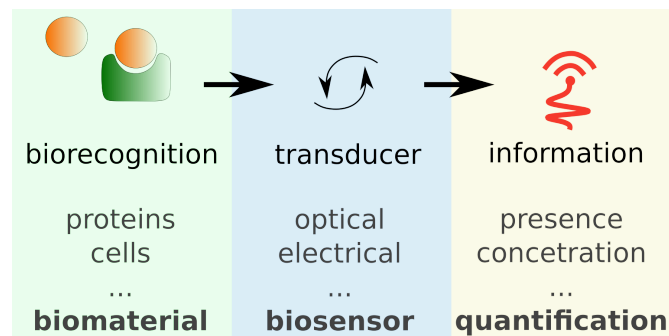 biorecognition
proteins
cells
...
biomaterial
transducer
optical
electrical
...
biosensor
information
presence
concetration
...
quantification